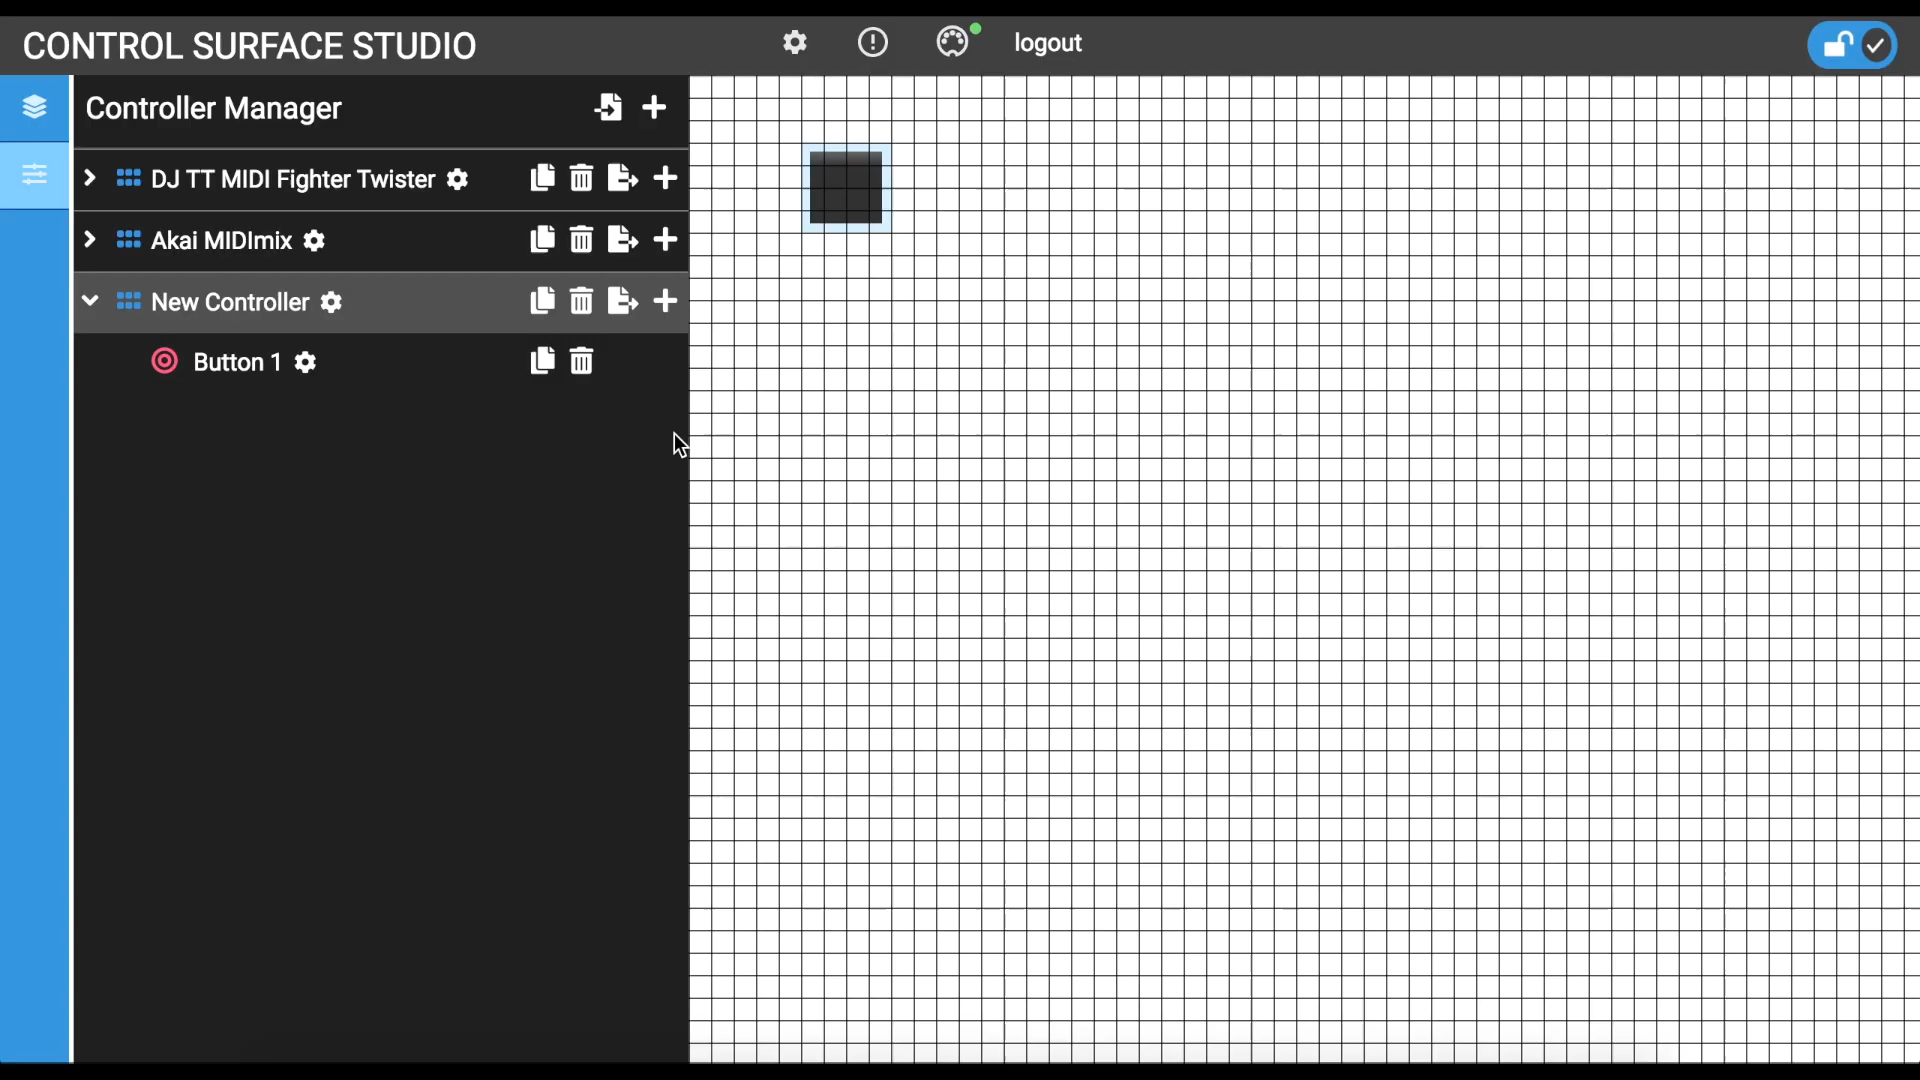 CONTROL SURFACE STUDIO
logout
Controller Manager
DJ TT MIDI Fighter Twister
Akai MIDImix
New Controller
Button 1